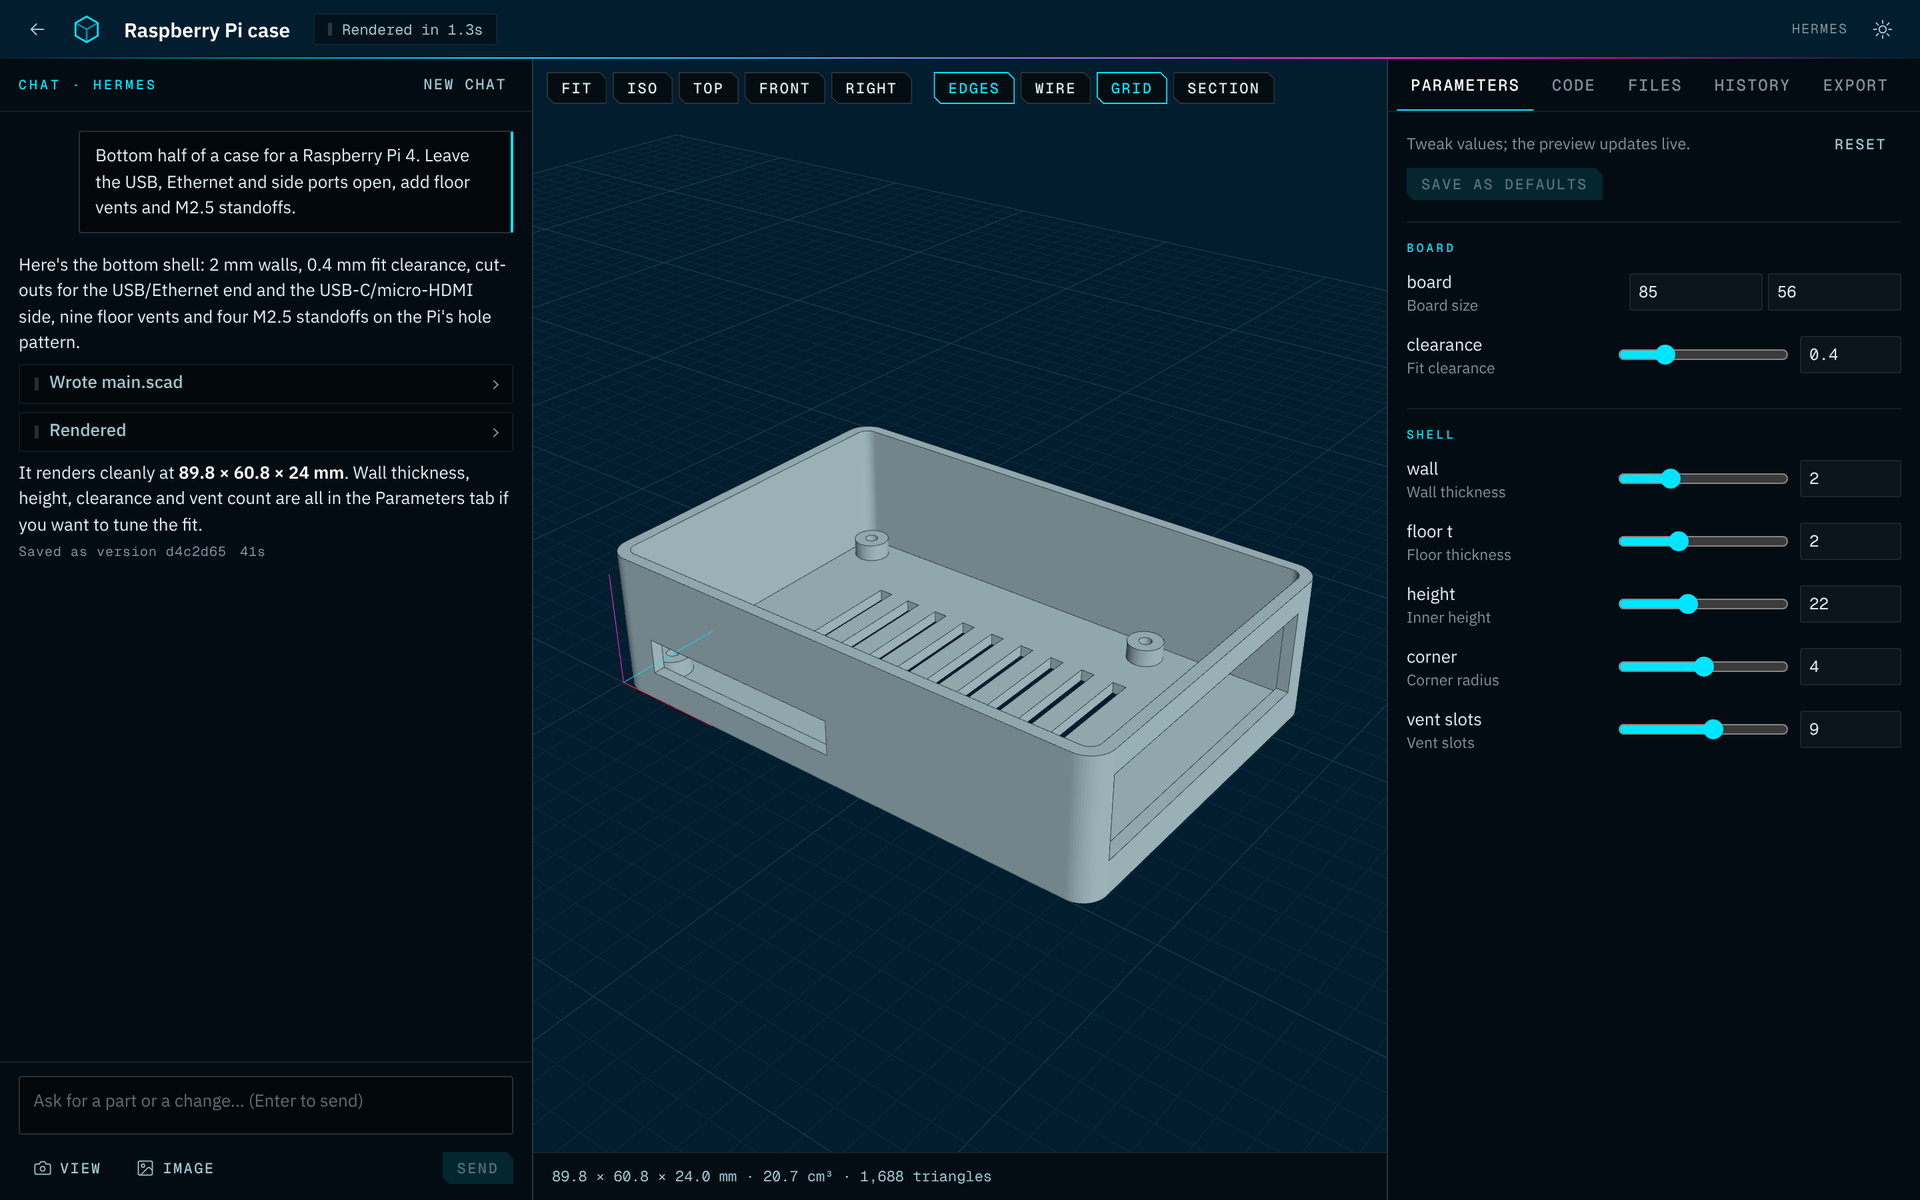 Raspberry Pi case
Rendered in 1.3s
HERMES
CHAT · HERMES
NEW CHAT
Bottom half of a case for a Raspberry Pi 4. Leave
the USB, Ethernet and side ports open, add floor
vents and M2.5 standoffs.
Here's the bottom shell: 2 mm walls, 0.4 mm fit clearance, cut-
outs for the USB/Ethernet end and the USB-C/micro-HDMI
side, nine floor vents and four M2.5 standoffs on the Pi's hole
pattern.
Wrote main.scad
Rendered
It renders cleanly at 89.8 × 60.8 × 24 mm. Wall thickness,
height, clearance and vent count are all in the Parameters tab if
you want to tune the fit.
Saved as version d4c2d65 41s
Ask for a part or a change... (Enter to send)
VIEW
IMAGE
SEND
FIT
ISO
TOP
FRONT
RIGHT
EDGES
WIRE
GRID
SECTION
89.8 × 60.8 × 24.0 mm · 20.7 cm³ · 1,688 triangles
PARAMETERS
CODE
FILES
HISTORY
EXPORT
Tweak values; the preview updates live.
RESET
SAVE AS DEFAULTS
BOARD
board
Board size
85
56
clearance
Fit clearance
0.4
SHELL
wall
Wall thickness
2
floor t
Floor thickness
2
height
Inner height
22
corner
Corner radius
4
vent slots
Vent slots
9